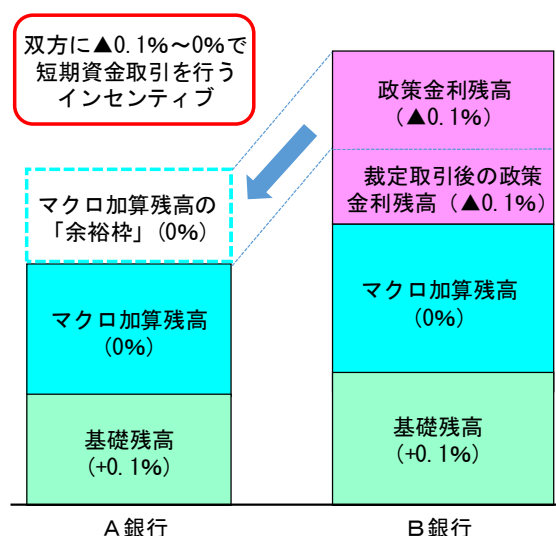 双方に▲0.1%～0%で
短期資金取引を行う
インセンティブ
政策金利残高
(▲0.1%)
裁定取引後の政策
金利残高（▲0.1%)
マクロ加算残高の
「余裕枠」(0%)
マクロ加算残高
(0%)
マクロ加算残高
(0%)
基礎残高
(+0.1%)
基礎残高
(+0.1%)
Ａ銀行
Ｂ銀行